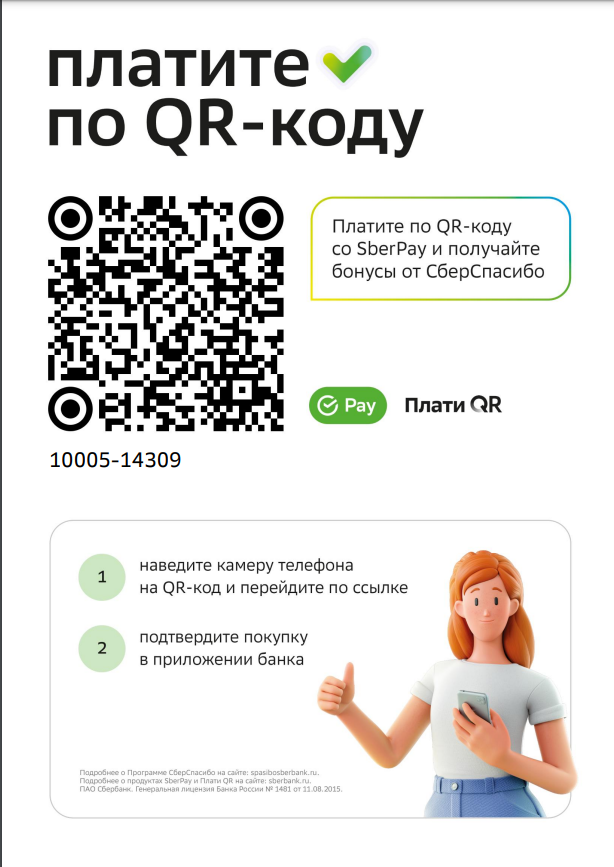 платите
по QR-коду
Платите по QR-коду
со SberPay и получайте
бонусы от СберСпасибо
Pay Плати QR
10005-14309
1 наведите камеру телефона
на QR-код и перейдите по ссылке
2 подтвердите покупку
в приложении банка
Подробнее о Программе СберСпасибо на сайте: spasibosberbank.ru.
Подробнее о продуктах SberPay и Плати QR на сайте: sberbank.ru.
ПАО Сбербанк. Генеральная лицензия Банка России № 1481 от 11.08.2015.